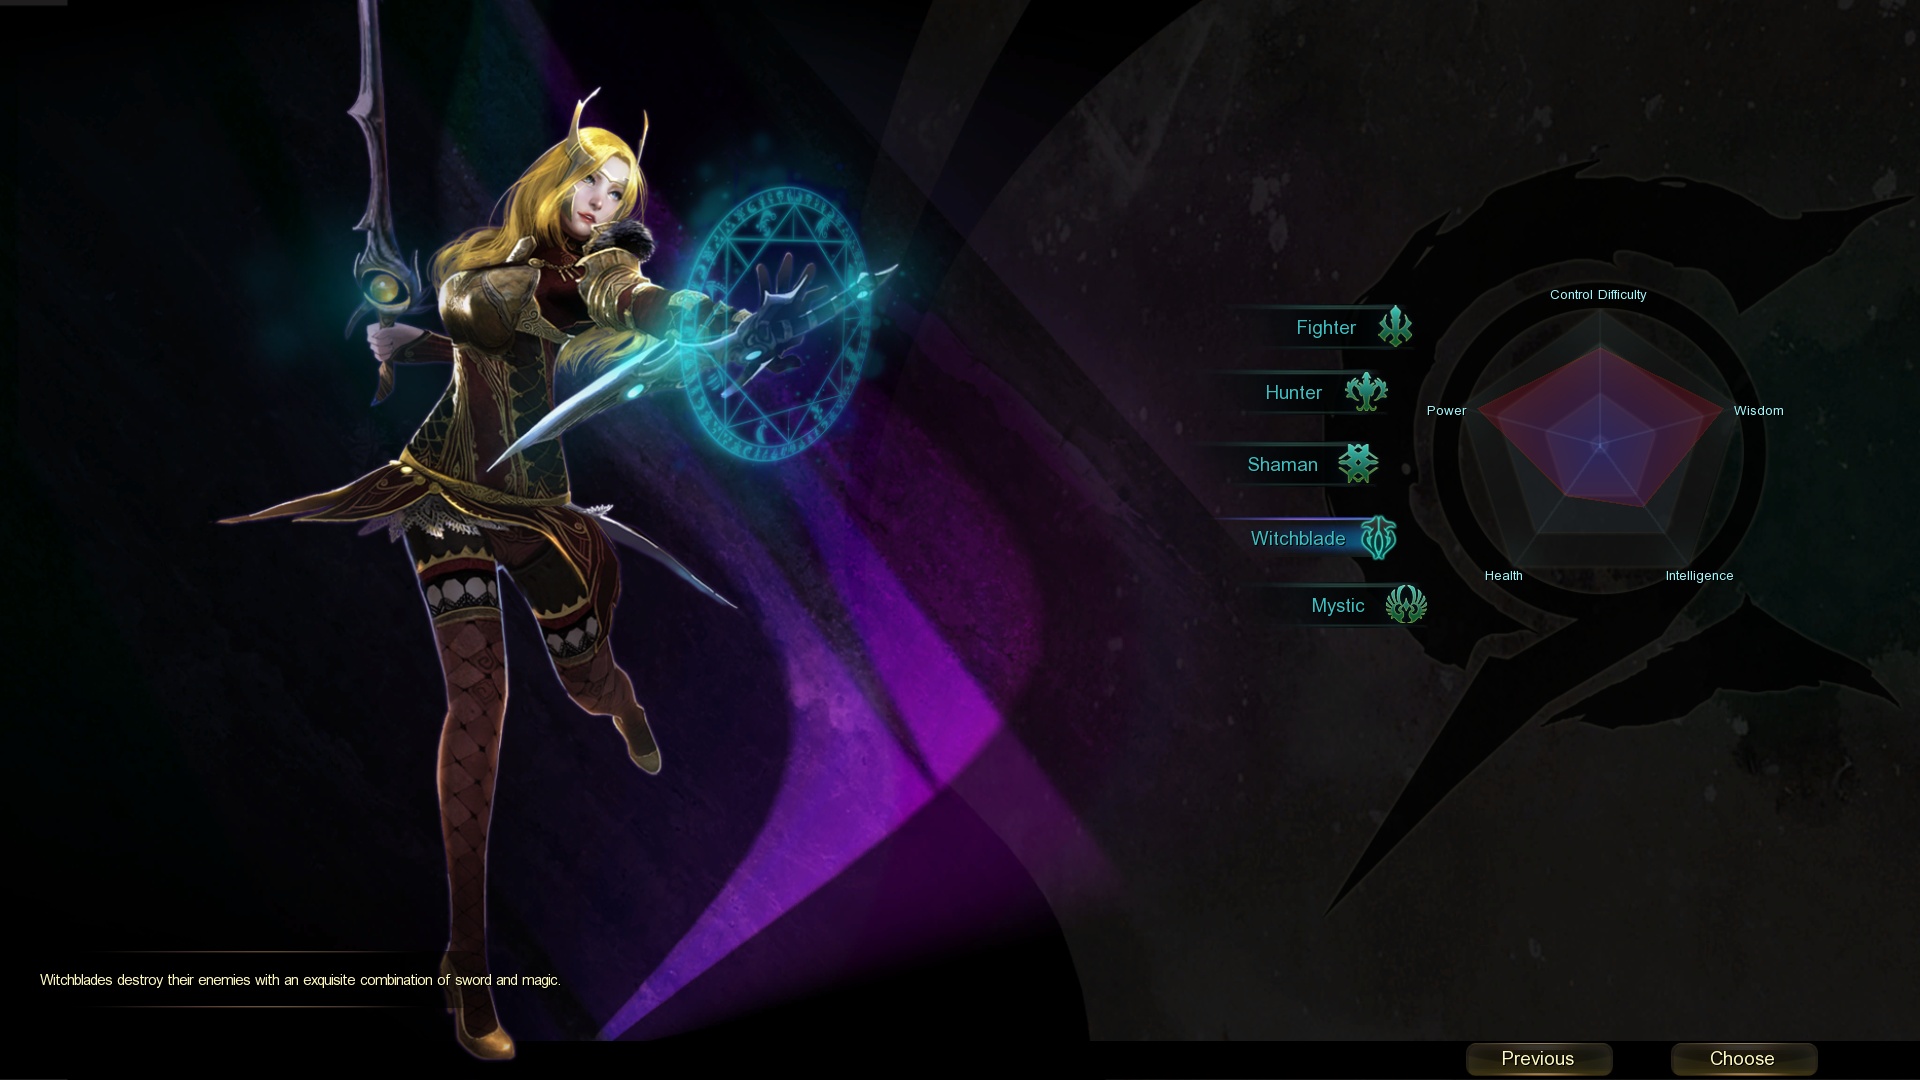 Control Difficulty
Fighter
Hunter
Power
Wisdom
Shaman
Witchblade
Health
Intelligence
Mystic
Witchblades destroy their enemies with an exquisite combination of sword and magic.
Previous
Choose